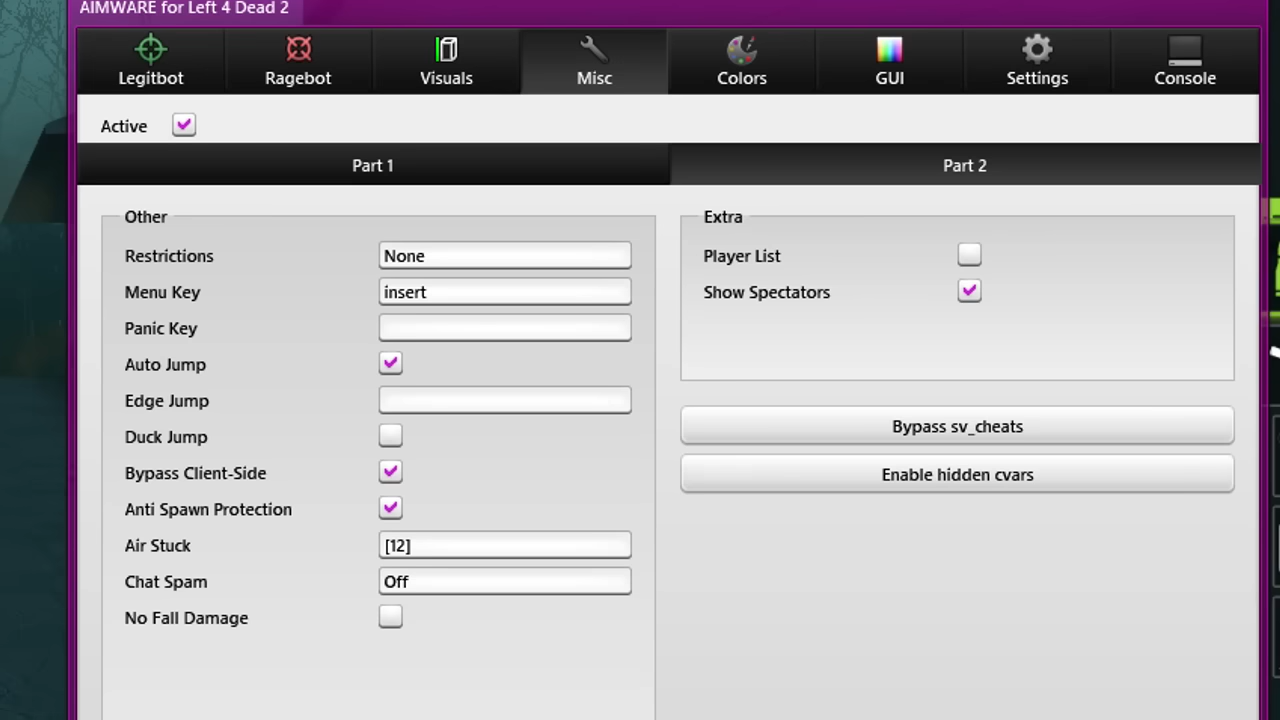 AIMWARE for Left 4 Dead 2
Legitbot Ragebot Visuals Misc Colors GUI Settings Console
Active
Part 1 Part 2
Other
Restrictions None
Menu Key insert
Panic Key
Auto Jump
Edge Jump
Duck Jump
Bypass Client-Side
Anti Spawn Protection
Air Stuck [12]
Chat Spam Off
No Fall Damage
Extra
Player List
Show Spectators
Bypass sv_cheats
Enable hidden cvars